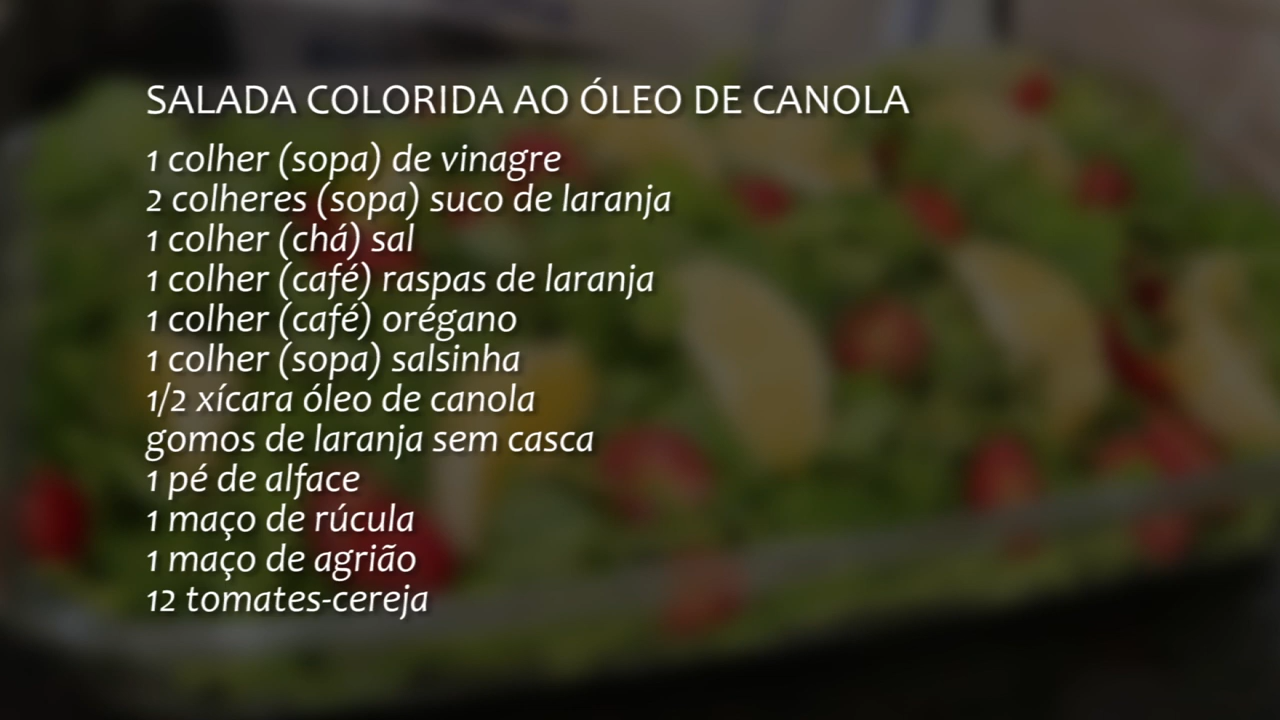 SALADA COLORIDA AO ÓLEO DE CANOLA
1 colher (sopa) de vinagre
2 colheres (sopa) suco de laranja
1 colher (chá) sal
1 colher (café) raspas de laranja
1 colher (café) orégano
1 colher (sopa) salsinha
1/2 xícara óleo de canola
gomos de laranja sem casca
1 pé de alface
1 maço de rúcula
1 maço de agrião
12 tomates-cereja